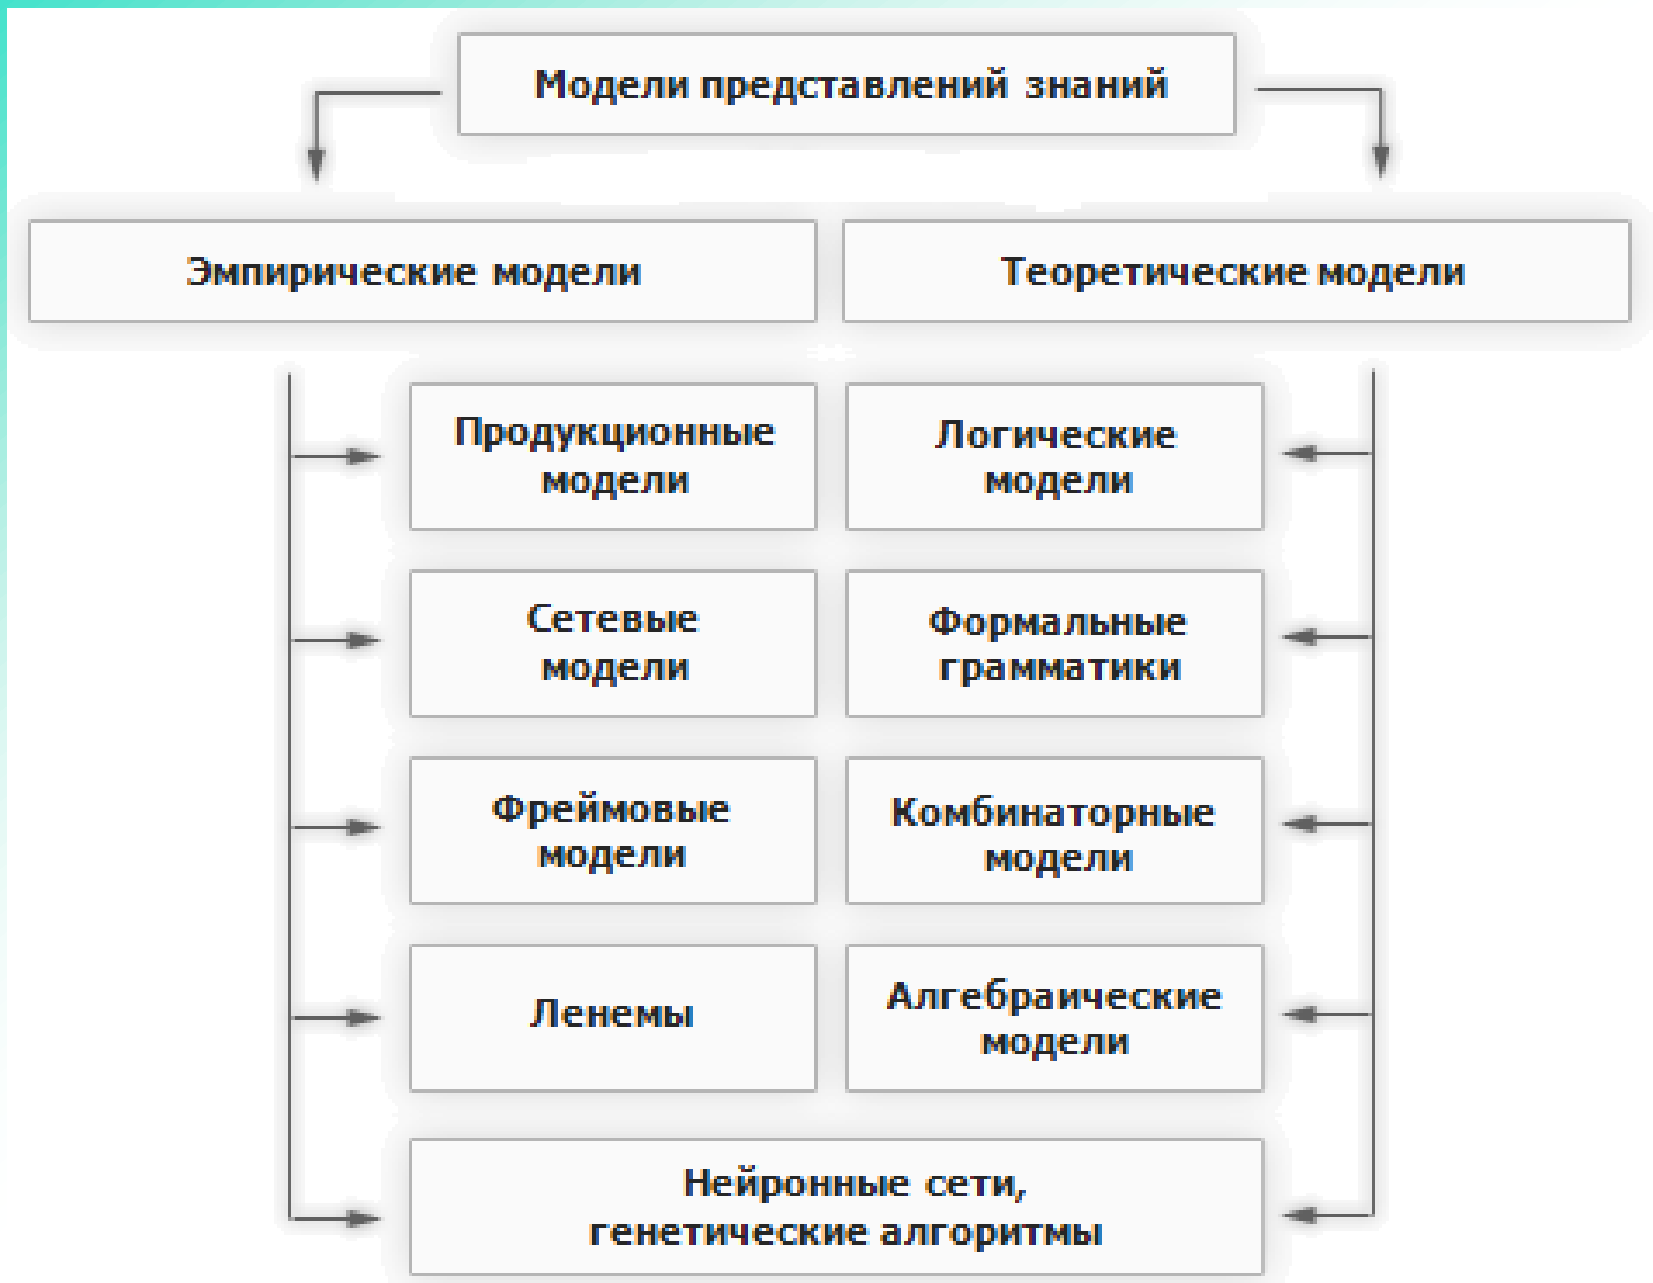 Модели представлений знаний
Эмпирические модели
Теоретические модели
Продукционные
модели
Логические
модели
Сетевые
модели
Формальные
грамматики
Фреймовые
модели
Комбинаторные
модели
Ленемы
Алгебраические
модели
Нейронные сети,
генетические алгоритмы